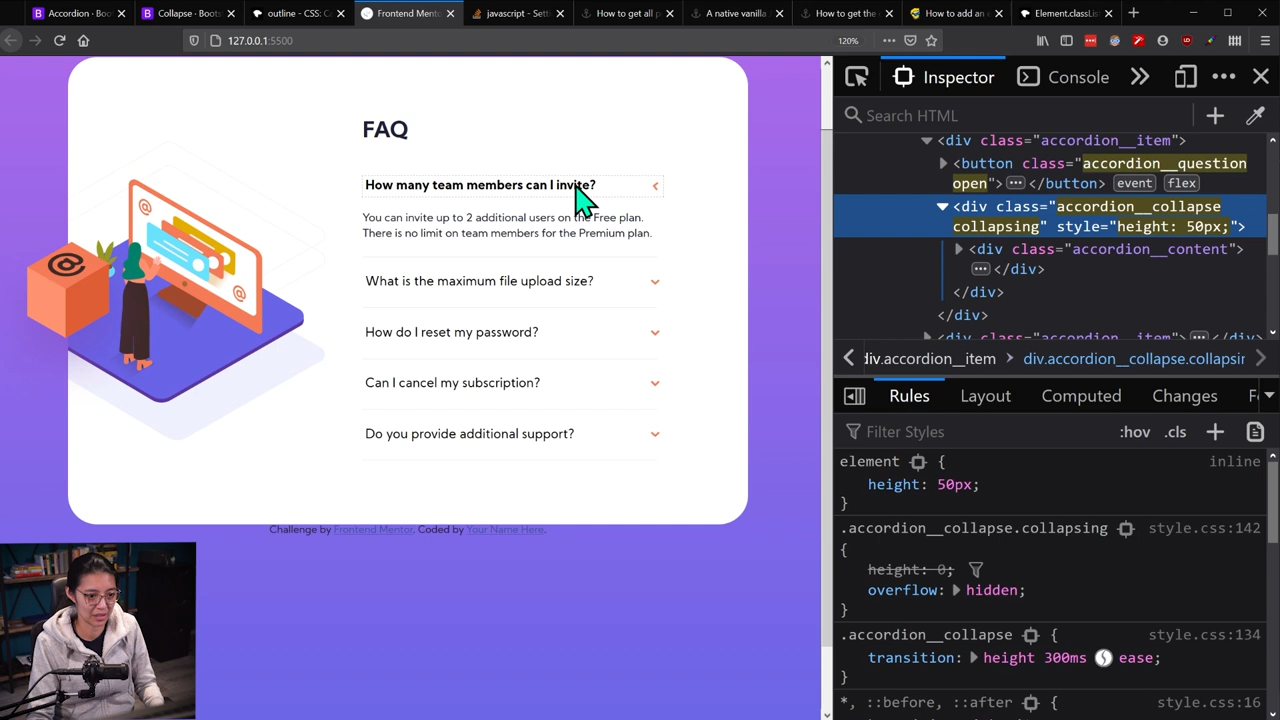 Accordion · Boot
Collapse · Boots
outline - CSS: C
Frontend Mento
javascript - Sett
How to get all p
A native vanilla
How to get the
How to add an e
Element.classLis
127.0.0.1:5500
120%
FAQ
How many team members can I invite?
You can invite up to 2 additional users on the Free plan.
There is no limit on team members for the Premium plan.
What is the maximum file upload size?
How do I reset my password?
Can I cancel my subscription?
Do you provide additional support?
Challenge by Frontend Mentor. Coded by Your Name Here.
Inspector
Console
Search HTML
<div class="accordion__item">
<button class="accordion__question
open"> ··· </button> event flex
<div class="accordion__collapse
collapsing" style="height: 50px;">
<div class="accordion__content">
··· </div>
</div>
</div>
<div class="accordion__item"> ··· </div>
div.accordion__item > div.accordion__collapse.collapsin
Rules
Layout
Computed
Changes
Fo
Filter Styles
:hov .cls
element { inline
height: 50px;
}
.accordion__collapse.collapsing style.css:142
{
height: 0;
overflow: hidden;
}
.accordion__collapse { style.css:134
transition: height 300ms ease;
}
*, ::before, ::after { style.css:16